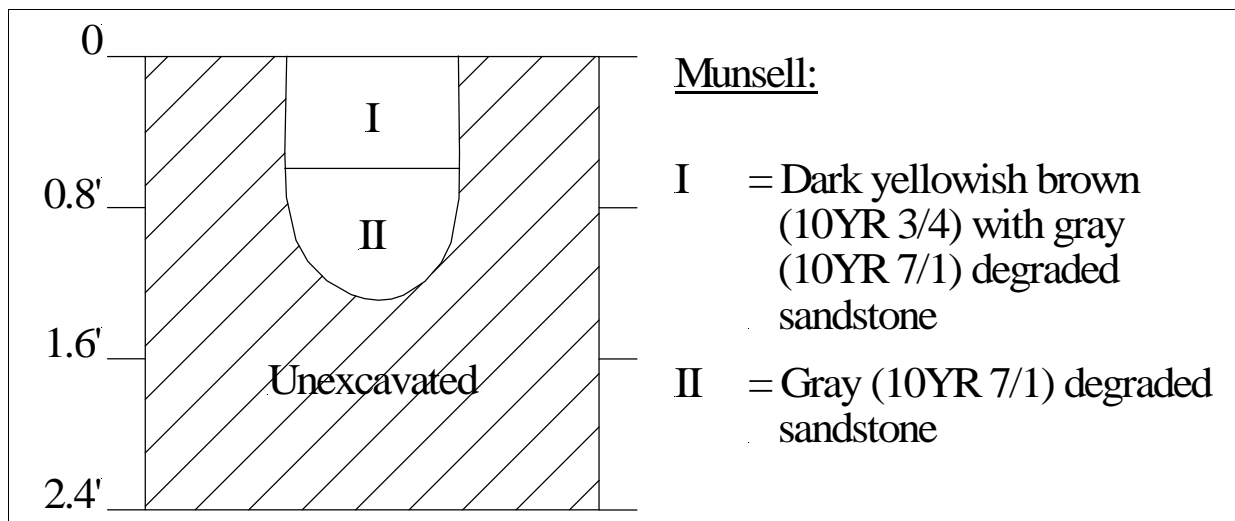 0
0.8'
1.6'
2.4'
I
II
Unexcavated
Munsell:
I = Dark yellowish brown
(10YR 3/4) with gray
(10YR 7/1) degraded
sandstone
II = Gray (10YR 7/1) degraded
sandstone